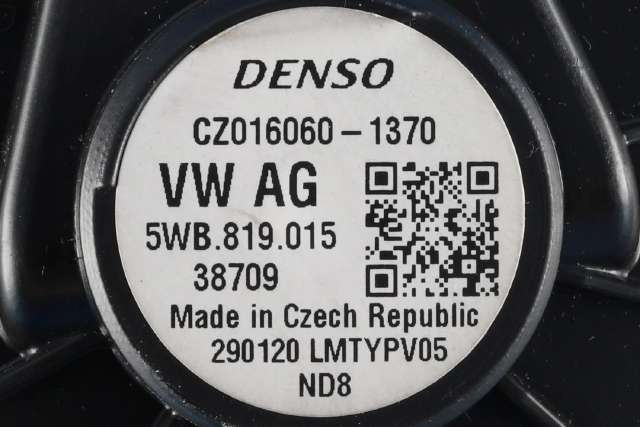 DENSO
CZ016060-1370
VW AG
5WB.819.015
38709
Made in Czech Republic
290120 LMTYPV05
ND8